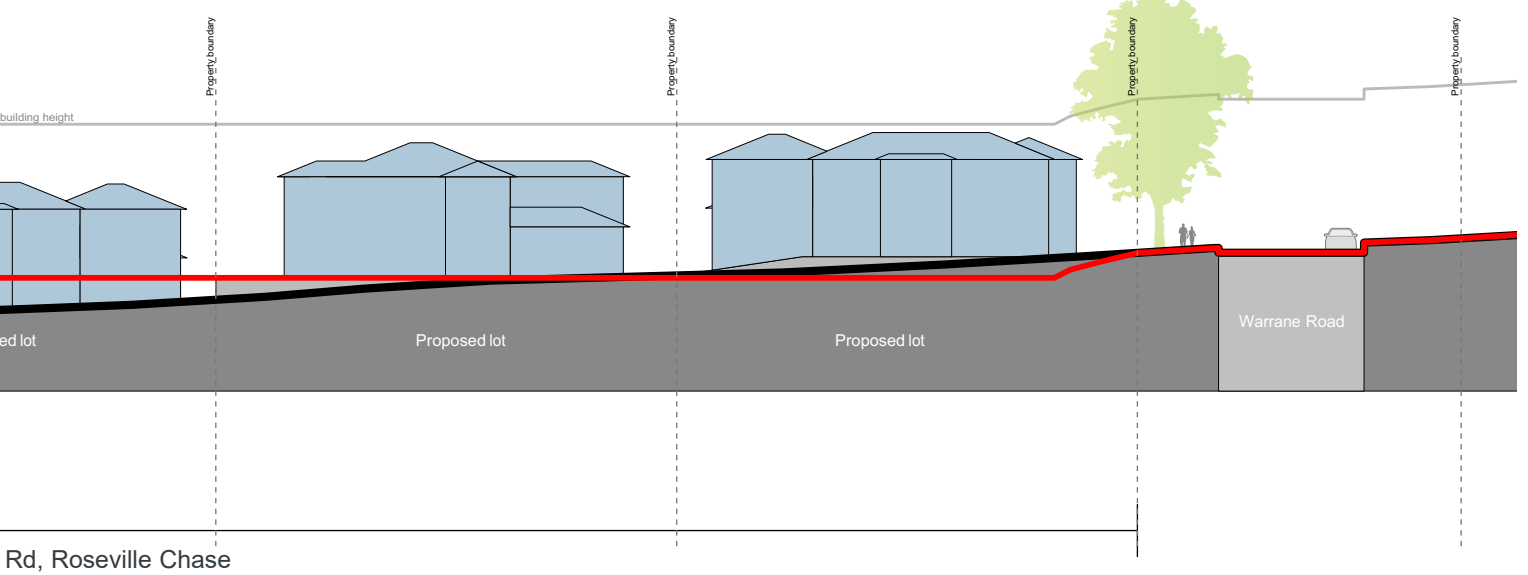 Property boundary
Property boundary
Property boundary
Property boundary
building height
Warrane Road
ed lot
Proposed lot
Proposed lot
Rd, Roseville Chase